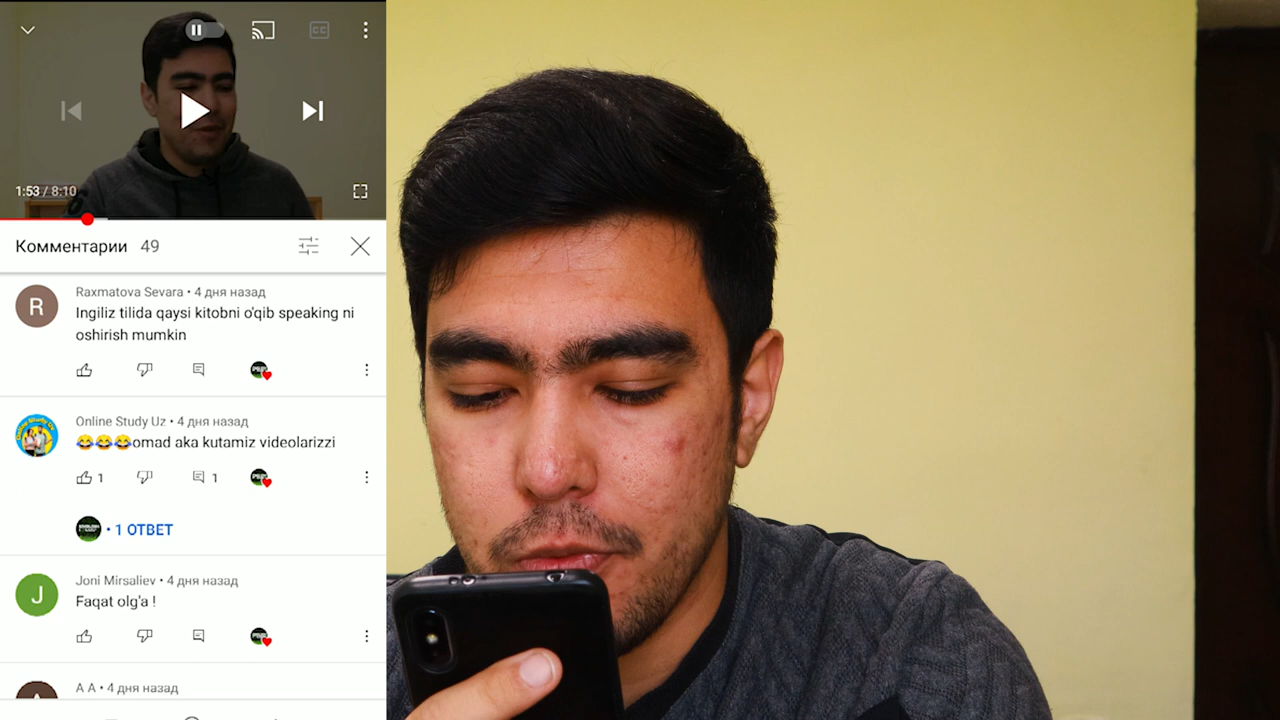 CC
1:53 / 8:10
Комментарии 49
R
Raxmatova Sevara • 4 дня назад
Ingiliz tilida qaysi kitobni o'qib speaking ni
oshirish mumkin
Online Study Uz • 4 дня назад
😂😂😂omad aka kutamiz videolarizzi
1 1
• 1 ОТВЕТ
J
Joni Mirsaliev • 4 дня назад
Faqat olg'a !
A A • 4 дня назад